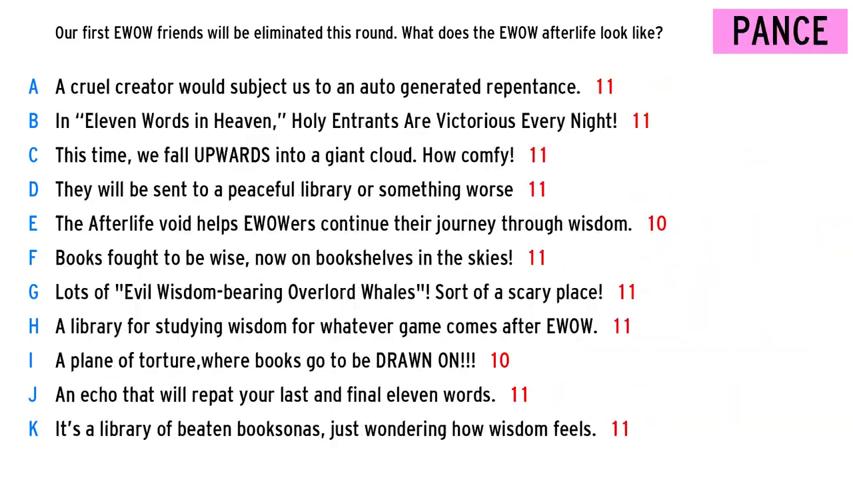 Our first EWOW friends will be eliminated this round. What does the EWOW afterlife look like?
PANCE
A A cruel creator would subject us to an auto generated repentance. 11
B In “Eleven Words in Heaven,” Holy Entrants Are Victorious Every Night! 11
C This time, we fall UPWARDS into a giant cloud. How comfy! 11
D They will be sent to a peaceful library or something worse 11
E The Afterlife void helps EWOWers continue their journey through wisdom. 10
F Books fought to be wise, now on bookshelves in the skies! 11
G Lots of "Evil Wisdom-bearing Overlord Whales"! Sort of a scary place! 11
H A library for studying wisdom for whatever game comes after EWOW. 11
I A plane of torture,where books go to be DRAWN ON!!! 10
J An echo that will repat your last and final eleven words. 11
K It’s a library of beaten booksonas, just wondering how wisdom feels. 11